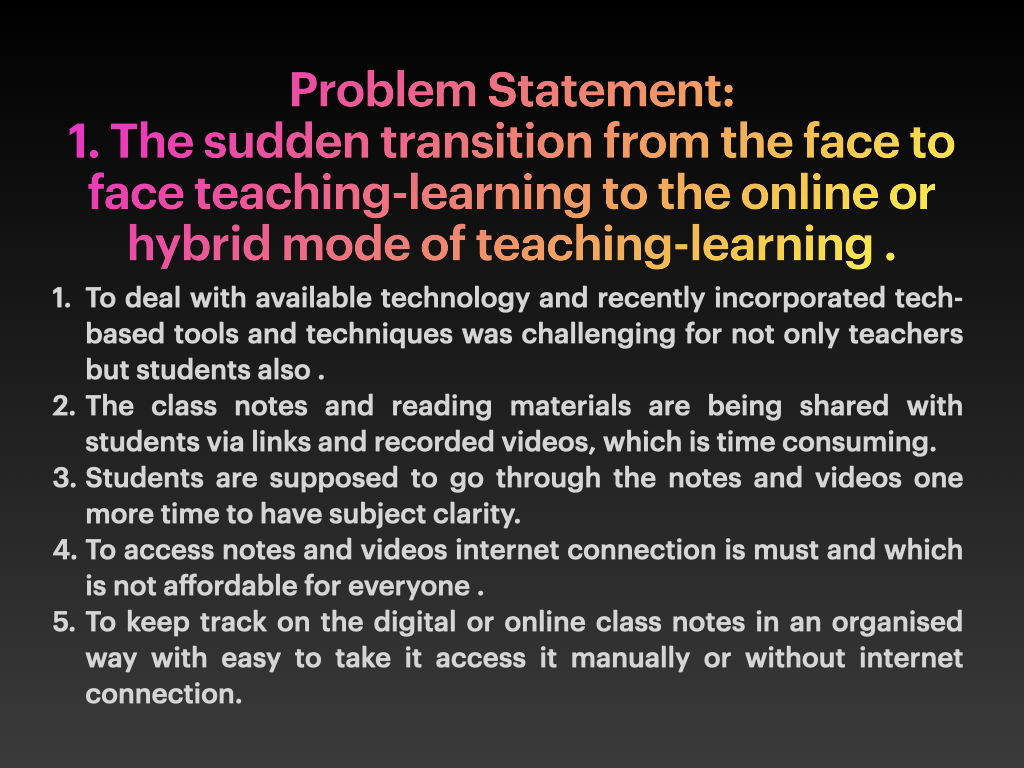 Problem Statement:
1. The sudden transition from the face to
face teaching-learning to the online or
hybrid mode of teaching-learning .
1. To deal with available technology and recently incorporated tech-
based tools and techniques was challenging for not only teachers
but students also .
2. The class notes and reading materials are being shared with
students via links and recorded videos, which is time consuming.
3. Students are supposed to go through the notes and videos one
more time to have subject clarity.
4. To access notes and videos internet connection is must and which
is not affordable for everyone .
5. To keep track on the digital or online class notes in an organised
way with easy to take it access it manually or without internet
connection.